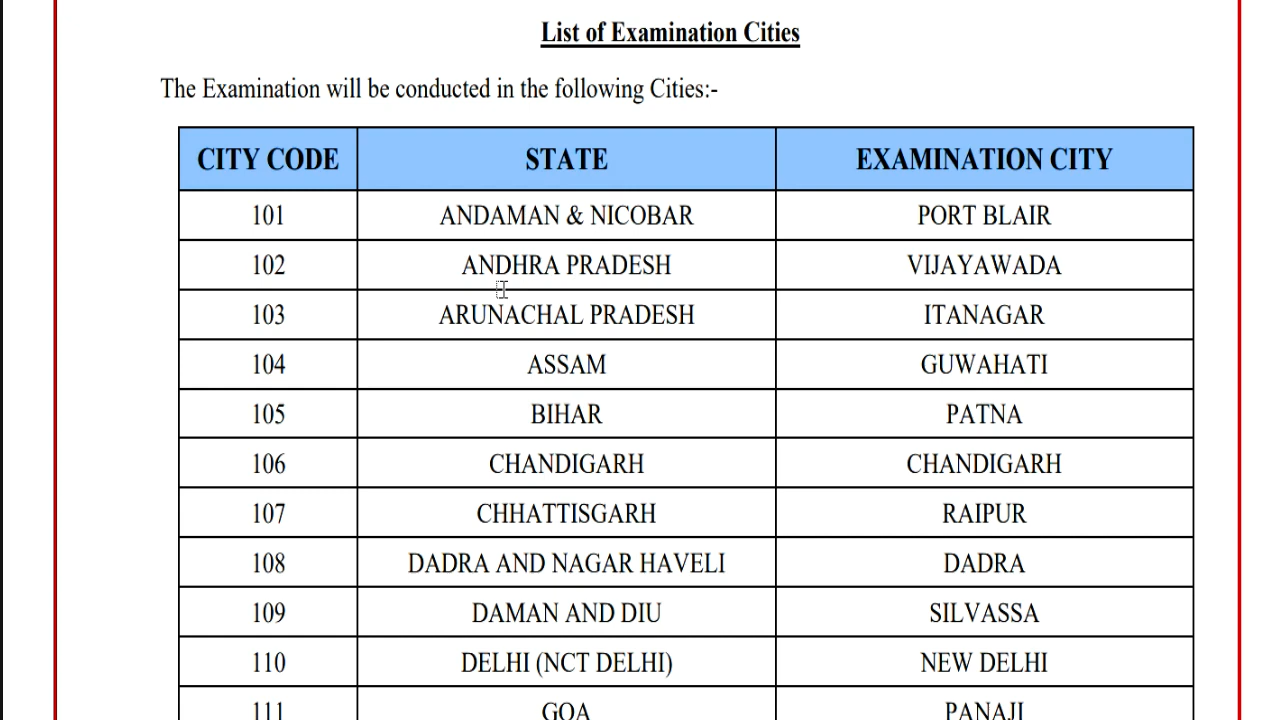 List of Examination Cities
The Examination will be conducted in the following Cities:-
CITY CODE STATE EXAMINATION CITY
101 ANDAMAN & NICOBAR PORT BLAIR
102 ANDHRA PRADESH VIJAYAWADA
103 ARUNACHAL PRADESH ITANAGAR
104 ASSAM GUWAHATI
105 BIHAR PATNA
106 CHANDIGARH CHANDIGARH
107 CHHATTISGARH RAIPUR
108 DADRA AND NAGAR HAVELI DADRA
109 DAMAN AND DIU SILVASSA
110 DELHI (NCT DELHI) NEW DELHI
111 GOA PANAJI